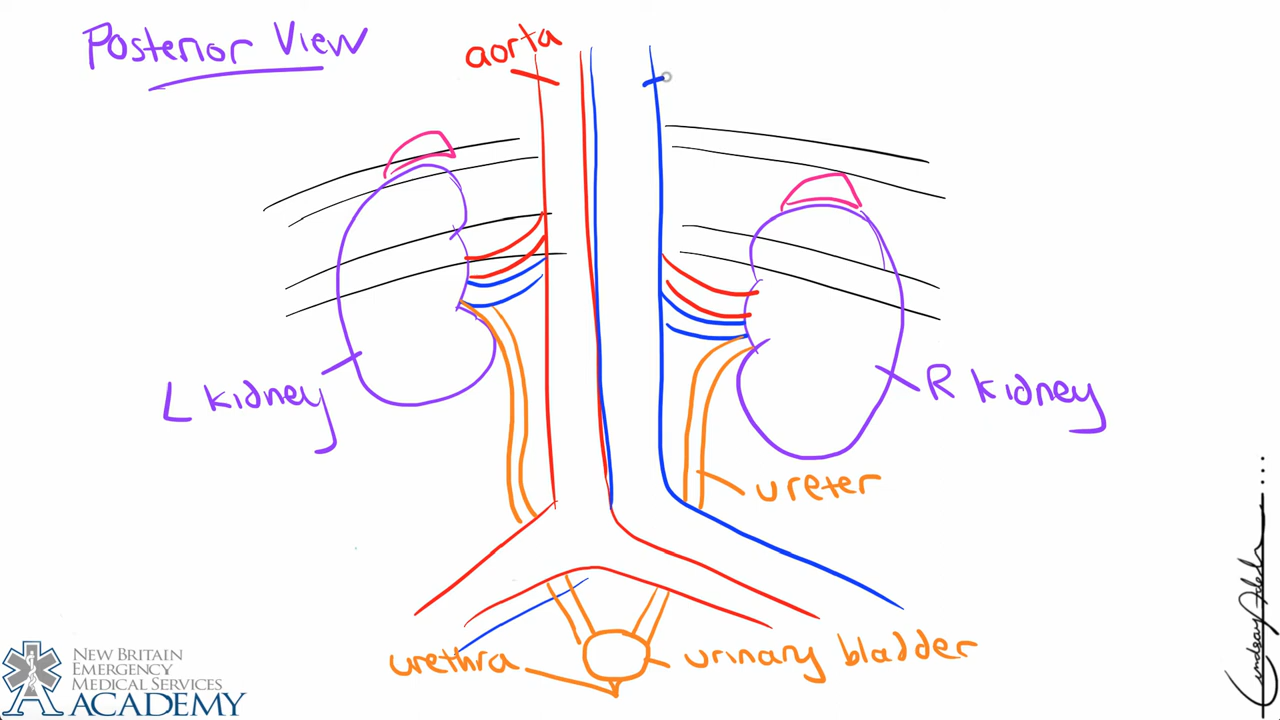 Posterior View
aorta
L kidney
R kidney
ureter
urethra
urinary bladder
NEW BRITAIN
EMERGENCY
MEDICAL SERVICES
ACADEMY